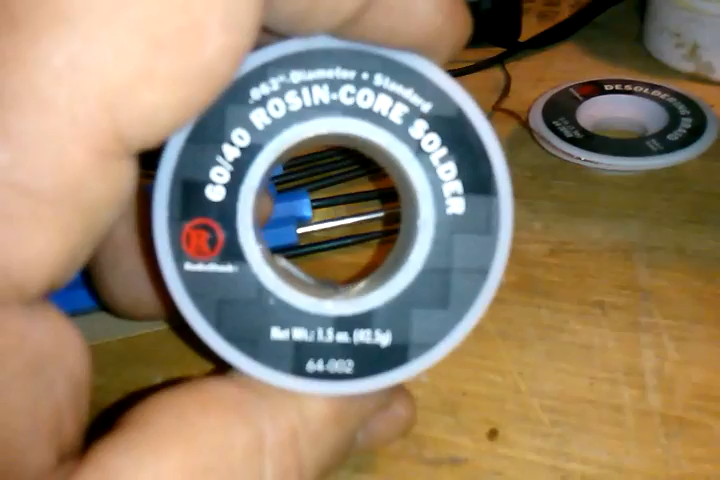 .062" Diameter • Standard
60/40 ROSIN-CORE SOLDER
R
RadioShack
Net Wt.: 1.5 oz. (42.5g)
64-002
DESOLDERING BRAID